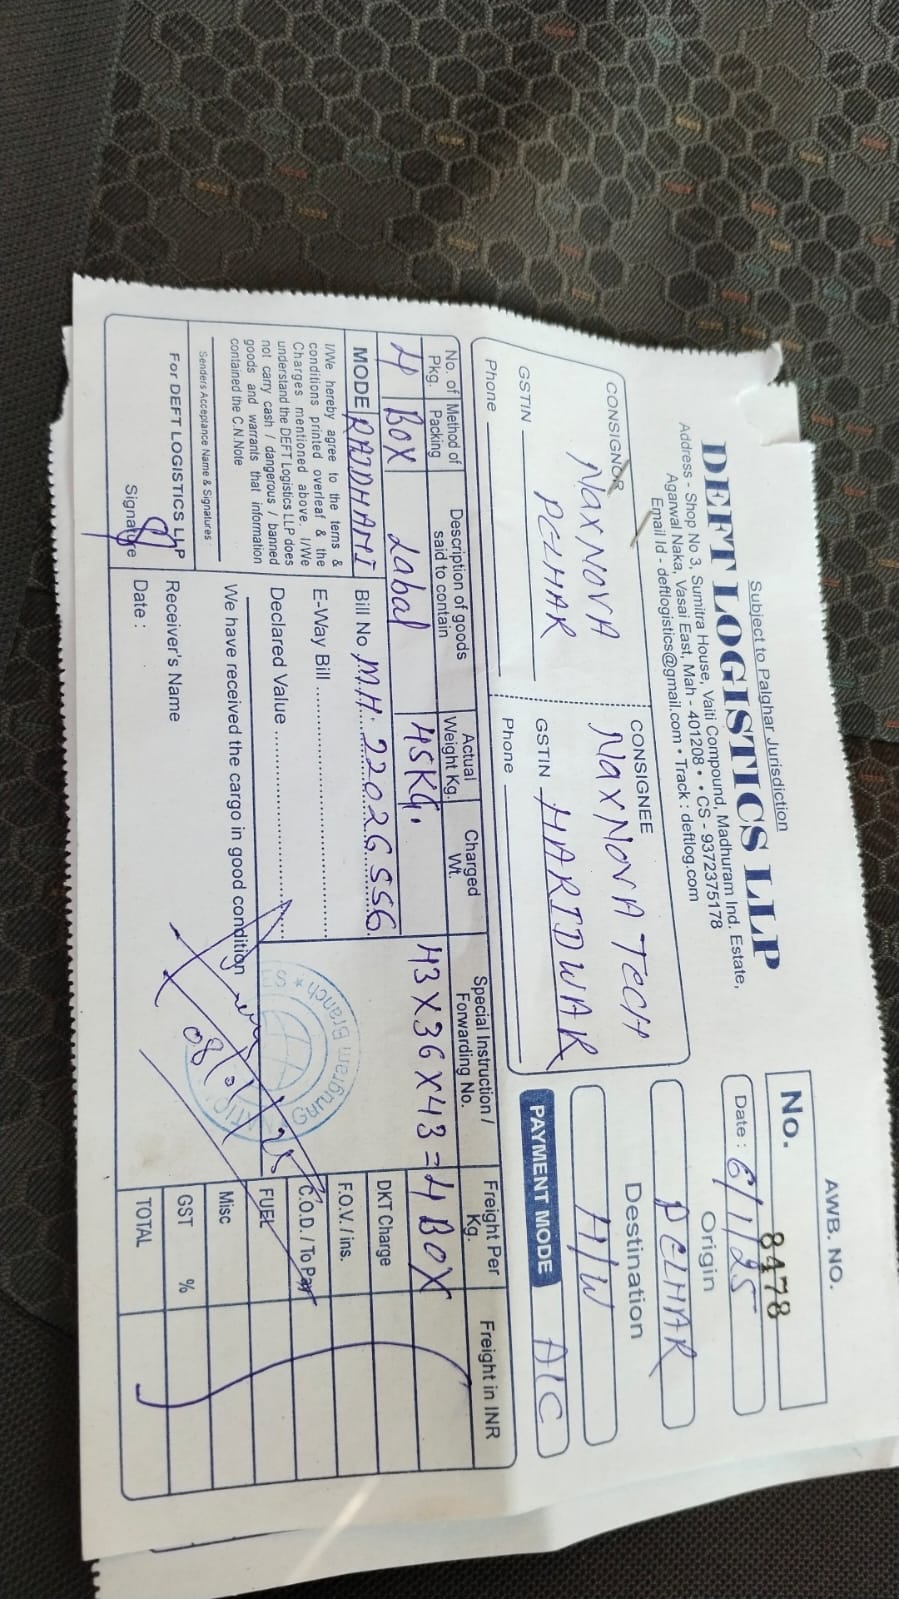 Subject to Palghar Jurisdiction
DEFT LOGISTICS LLP
Address - Shop No 3, Sumitra House, Vaiti Compound, Madhuram Ind. Estate,
Agarwal Naka, Vasai East, Mah - 401208 • • CS - 9372375178
Email Id - deftlogistics@gmail.com • Track : deftlog.com
AWB. NO.
No. 8478
Date : 6/1/25
CONSIGNOR
NaxNOVA
PELHAR
GSTIN
Phone
CONSIGNEE
NaxNOVA TECH
GSTIN HARIDWAR
Phone
Origin
PELHAR
Destination
H/W
PAYMENT MODE A/C
No. of Pkg. Method of Packing Description of goods said to contain Actual Weight Kg. Charged Wt. Special Instruction / Forwarding No. Freight Per Kg. Freight in INR
4 BOX Labal 45KG. 43X36X43=4 BOX
MODE RAJDHANI
Bill No. M.H. 2202G556
E-Way Bill
Declared Value
DKT Charge
F.O.V. / ins.
C.O.D. / To Pay
FUEL
Misc
GST %
TOTAL
I/We hereby agree to the terns &
conditions printed overleaf & the
Charges mentioned above. I/We
understand the DEFT Logistics LLP does
not carry cash / dangerous / banned
goods and warrants that information
contained the C.N.Note
Senders Acceptance Name & Signatures :
For DEFT LOGISTICS LLP
Signature
We have received the cargo in good condition
Receiver's Name
Date :
Gurugram Branch